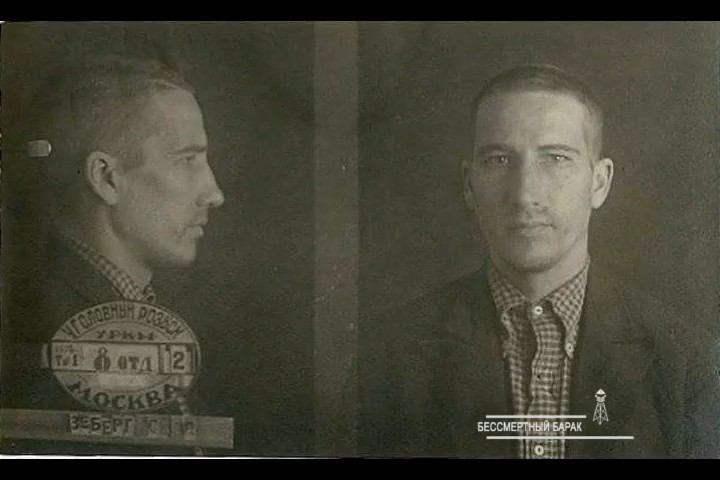 УГОЛОВНЫЙ РОЗЫСК
УРКМ
8 ОТД 2
МОСКВА
БЕССМЕРТНЫЙ БАРАК